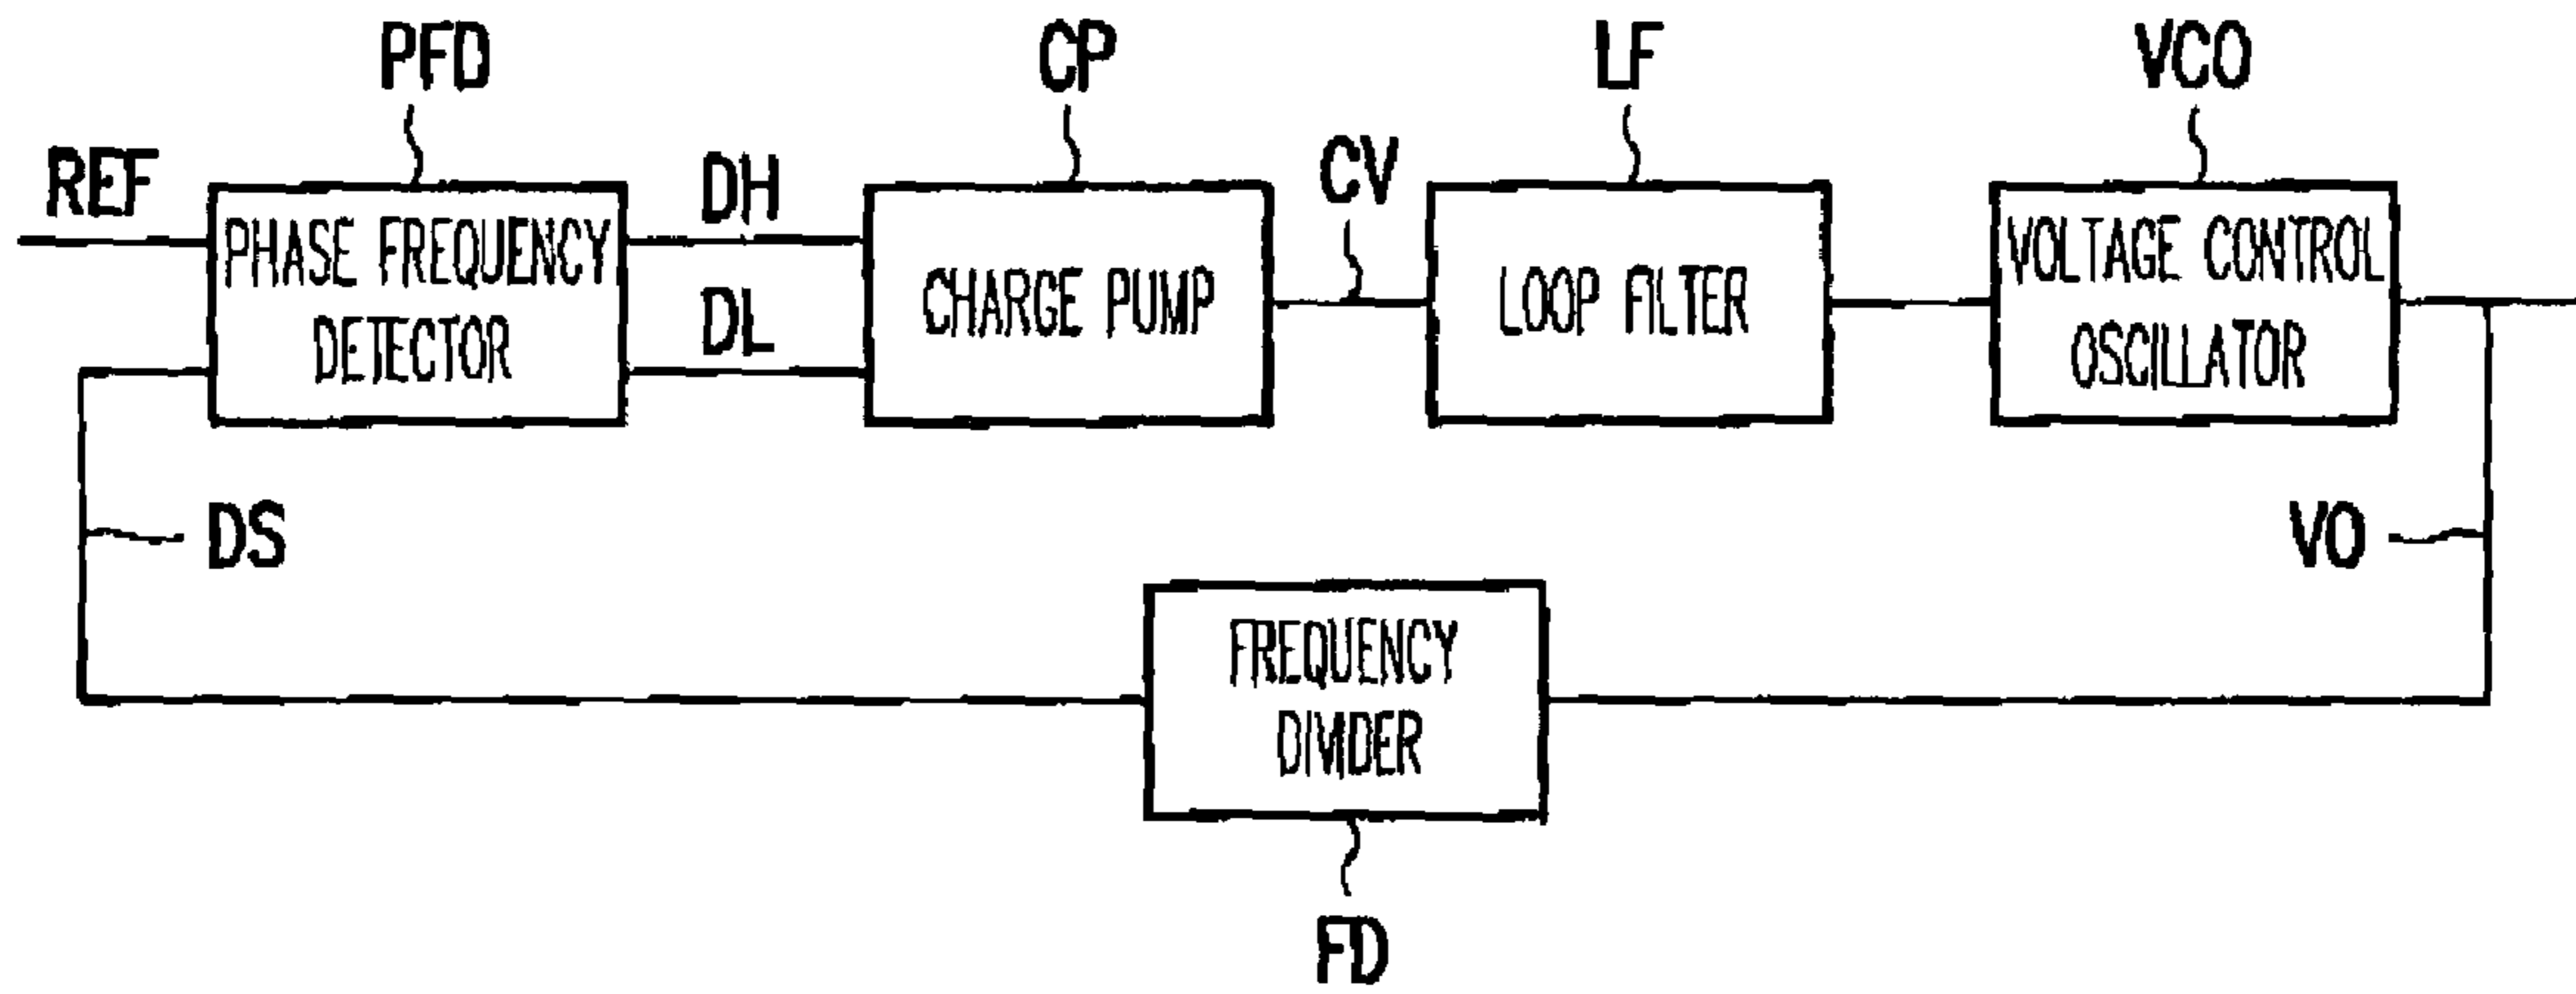 PFD
CP
LF
VCO
REF
DH
CV
PHASE FREQUENCY
DETECTOR
DL
CHARGE PUMP
LOOP FILTER
VOLTAGE CONTROL
OSCILLATOR
DS
VO
FREQUENCY
DIVIDER
FD